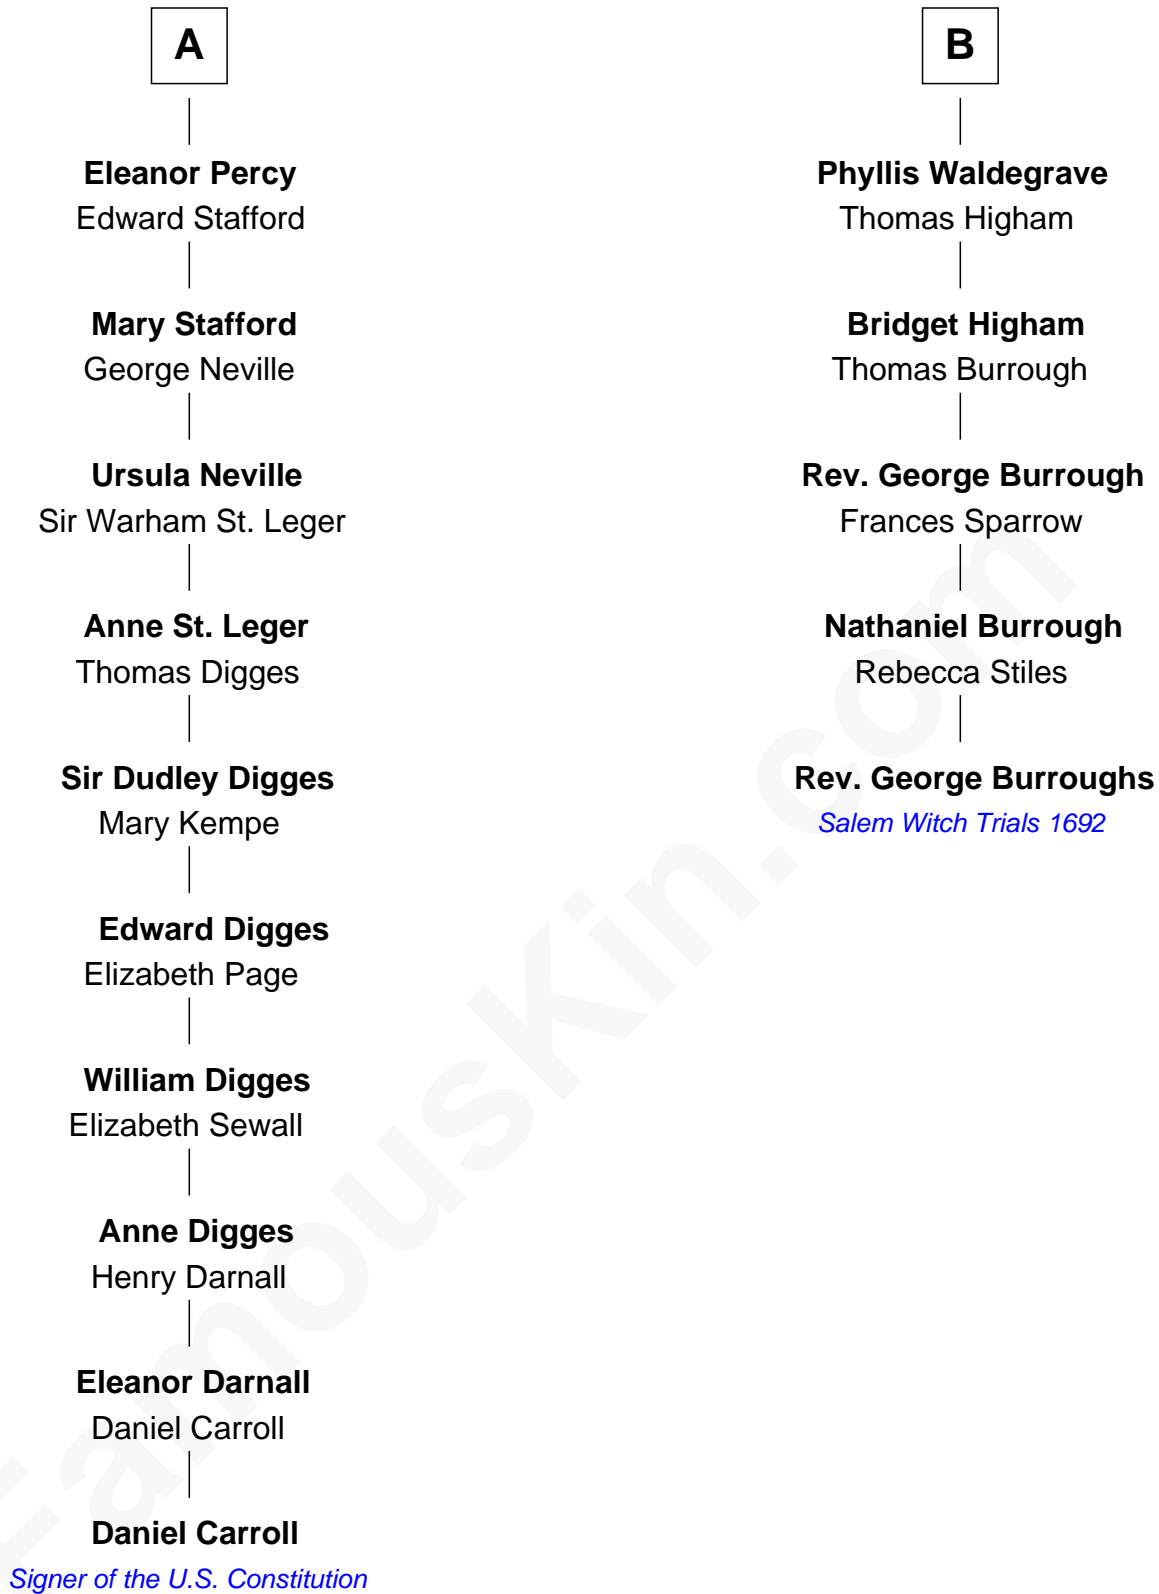 A
Eleanor Percy
Edward Stafford
Mary Stafford
George Neville
Ursula Neville
Sir Warham St. Leger
Anne St. Leger
Thomas Digges
Sir Dudley Digges
Mary Kempe
Edward Digges
Elizabeth Page
William Digges
Elizabeth Sewall
Anne Digges
Henry Darnall
Eleanor Darnall
Daniel Carroll
Daniel Carroll
Signer of the U.S. Constitution
B
Phyllis Waldegrave
Thomas Higham
Bridget Higham
Thomas Burrough
Rev. George Burrough
Frances Sparrow
Nathaniel Burrough
Rebecca Stiles
Rev. George Burroughs
Salem Witch Trials 1692
FamousKin.com